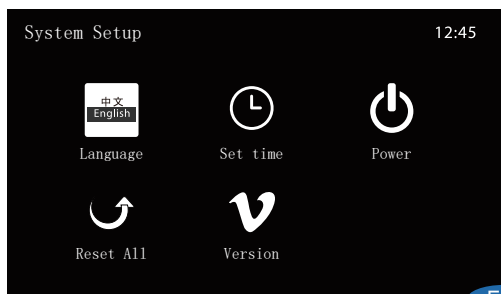 System Setup 12:45
中文
English
Language Set time Power
Reset All Version